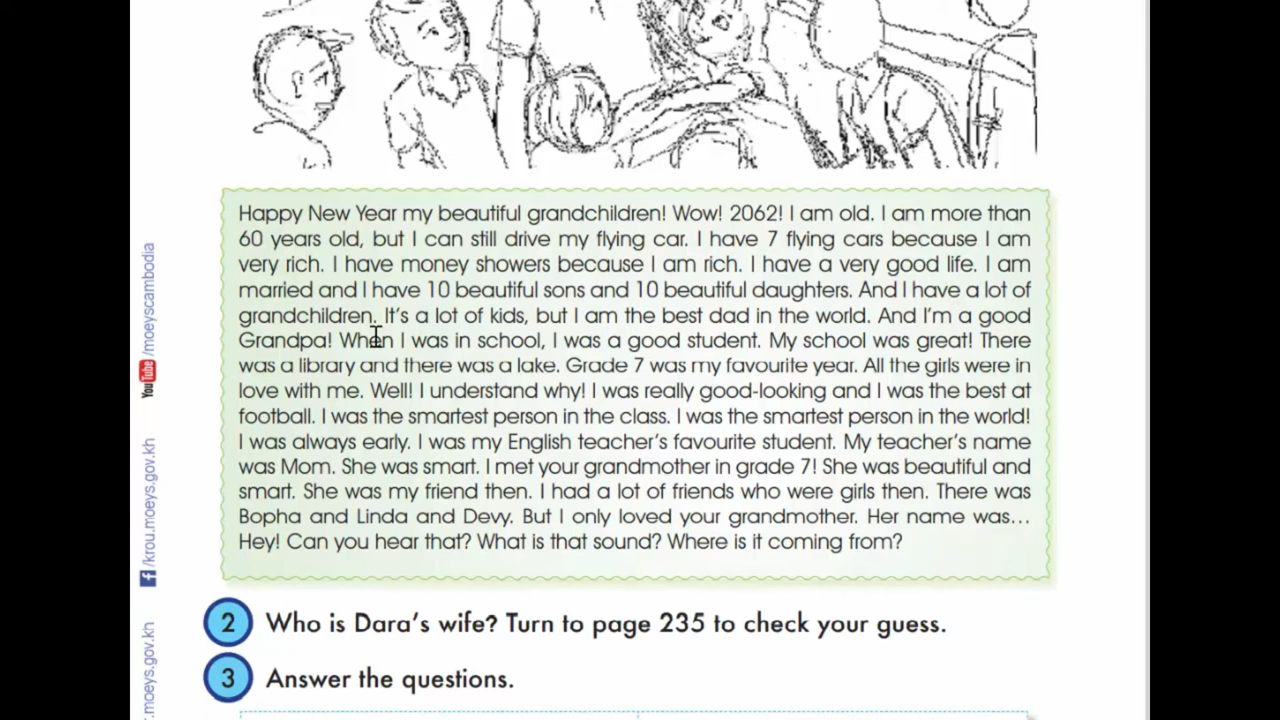 Happy New Year my beautiful grandchildren! Wow! 2062! I am old. I am more than
60 years old, but I can still drive my flying car. I have 7 flying cars because I am
very rich. I have money showers because I am rich. I have a very good life. I am
married and I have 10 beautiful sons and 10 beautiful daughters. And I have a lot of
grandchildren. It's a lot of kids, but I am the best dad in the world. And I'm a good
Grandpa! When I was in school, I was a good student. My school was great! There
was a library and there was a lake. Grade 7 was my favourite year. All the girls were in
love with me. Well! I understand why! I was really good-looking and I was the best at
football. I was the smartest person in the class. I was the smartest person in the world!
I was always early. I was my English teacher's favourite student. My teacher's name
was Mom. She was smart. I met your grandmother in grade 7! She was beautiful and
smart. She was my friend then. I had a lot of friends who were girls then. There was
Bopha and Linda and Devy. But I only loved your grandmother. Her name was...
Hey! Can you hear that? What is that sound? Where is it coming from?
2 Who is Dara's wife? Turn to page 235 to check your guess.
3 Answer the questions.
YouTube /moeyscambodia
f /krou.moeys.gov.kh
.moeys.gov.kh